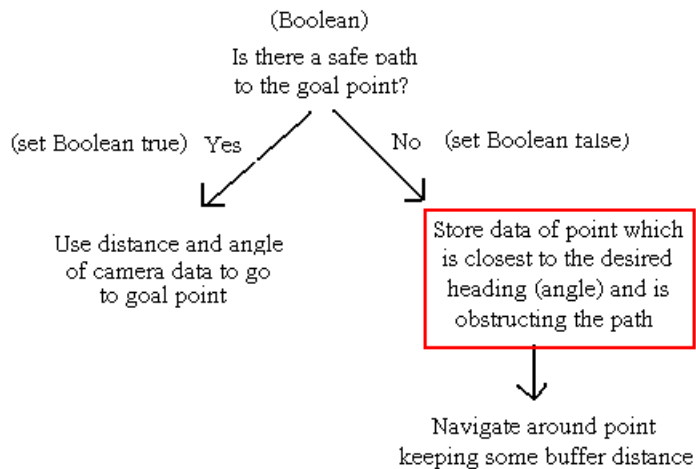 (Boolean)
Is there a safe path
to the goal point?
(set Boolean true) Yes
No (set Boolean false)
Use distance and angle
of camera data to go
to goal point
Store data of point which
is closest to the desired
heading (angle) and is
obstructing the path
Navigate around point
keeping some buffer distance